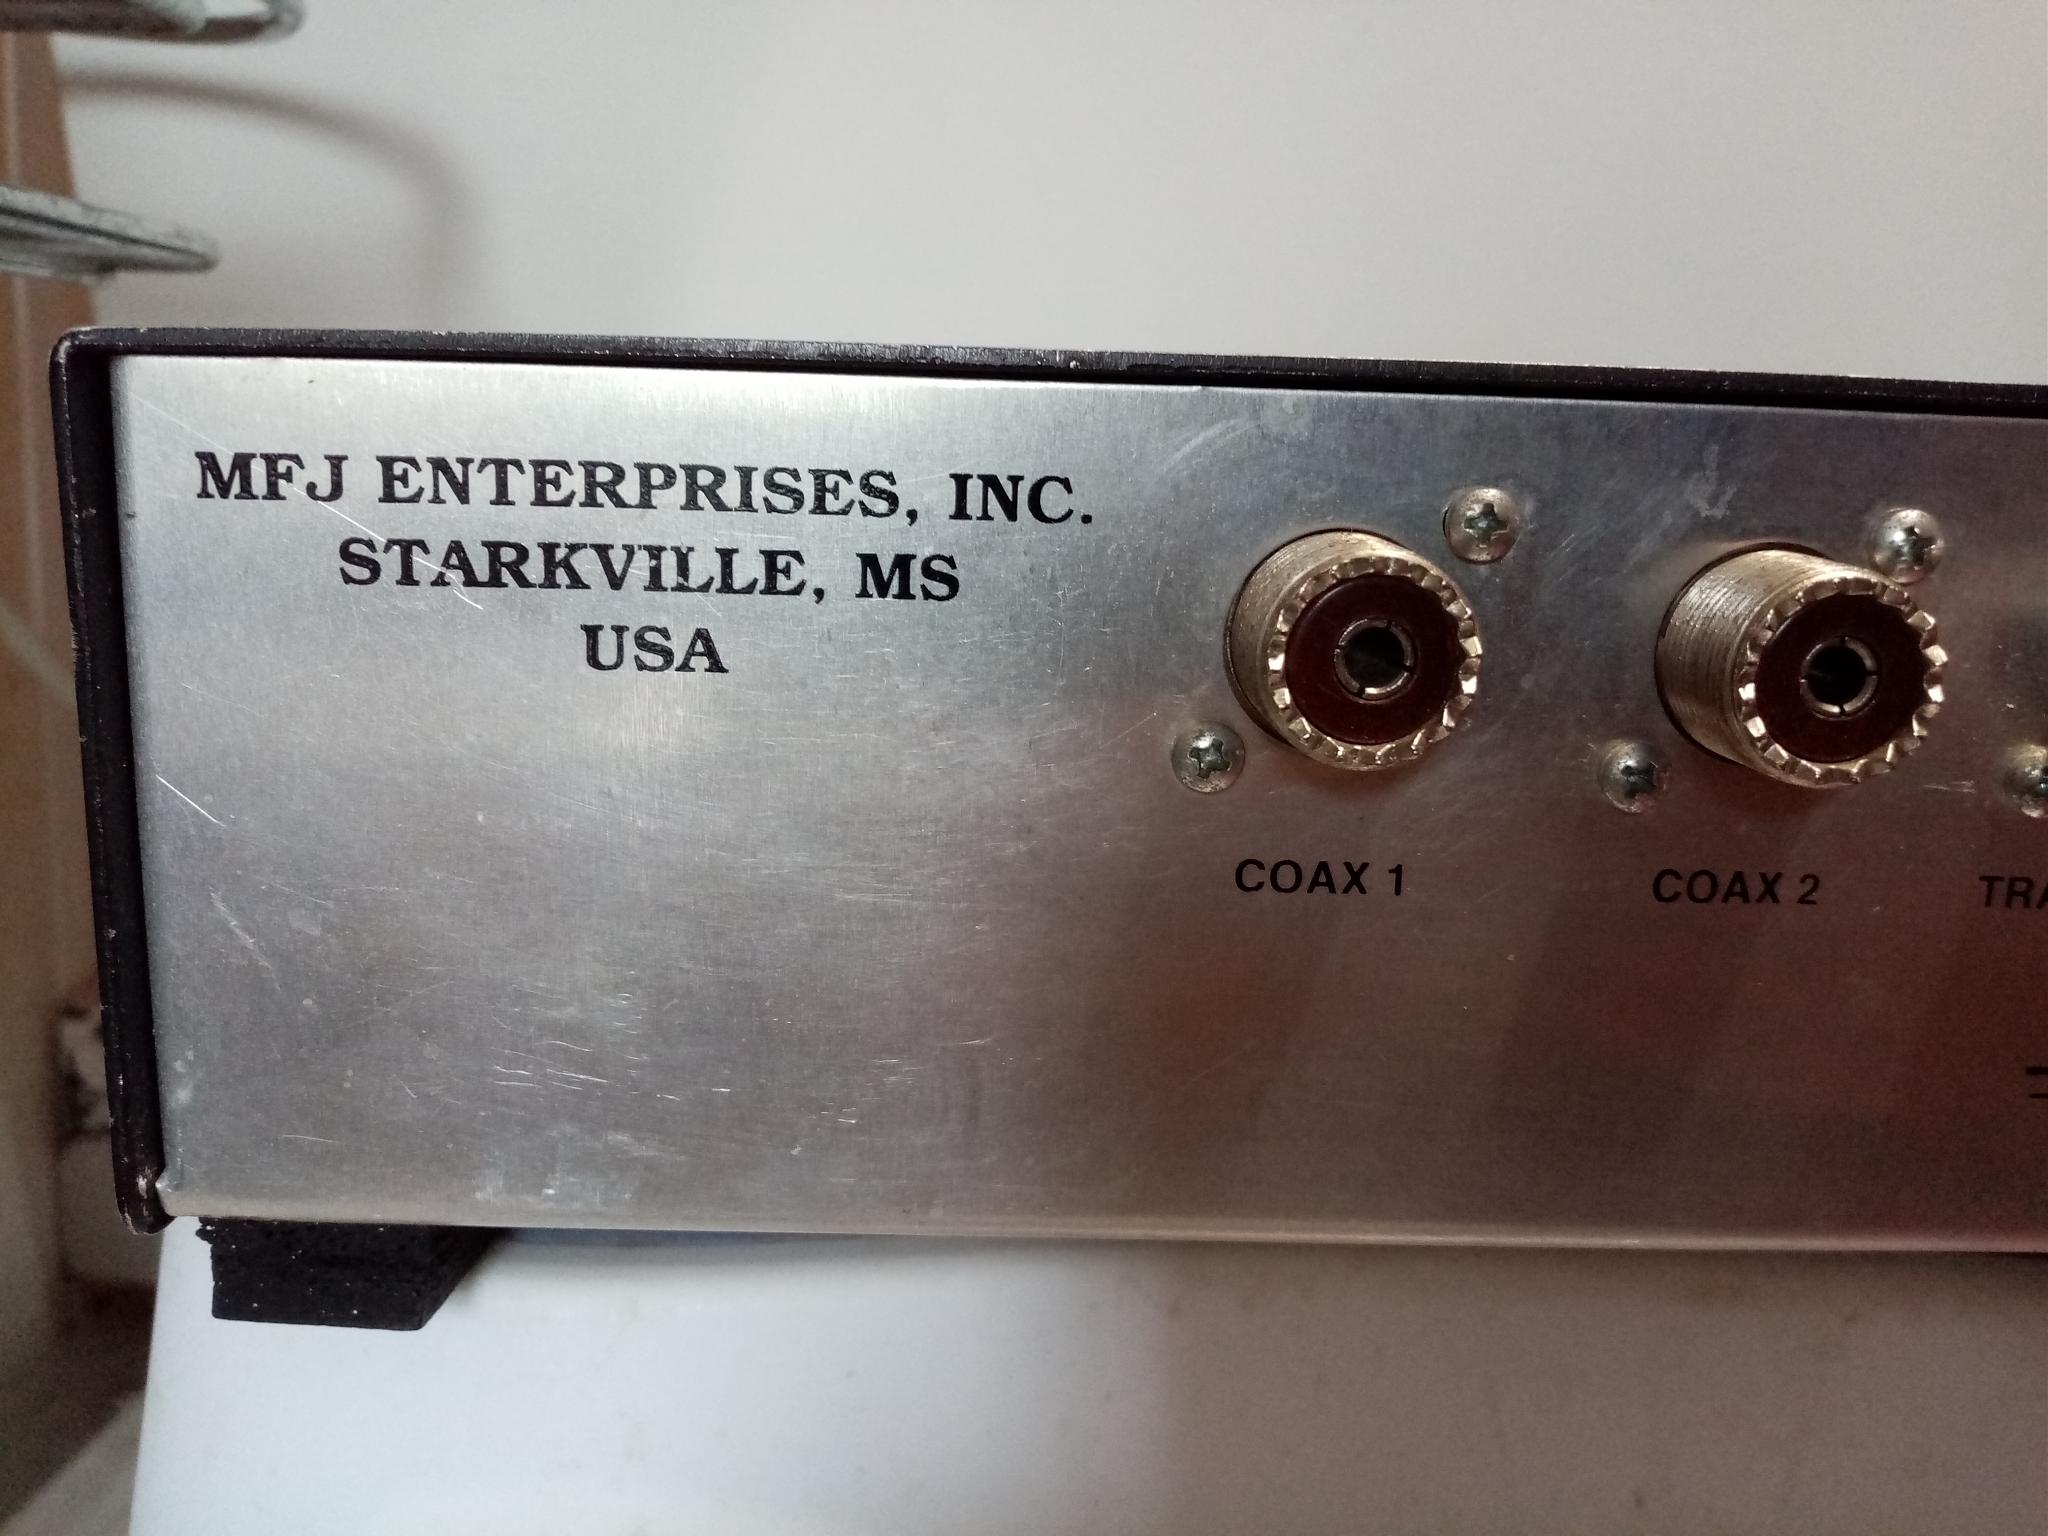 MFJ ENTERPRISES, INC.
STARKVILLE, MS
USA
COAX 1
COAX 2